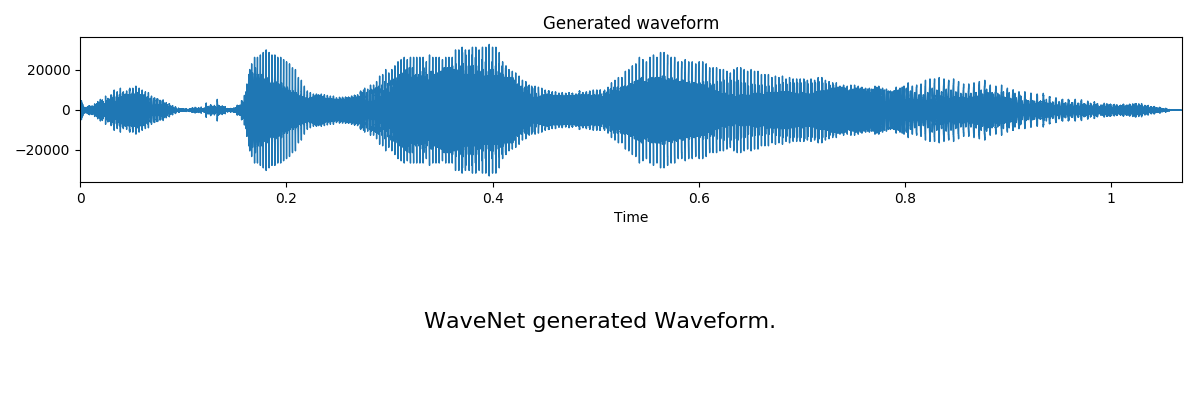 Generated waveform
20000
0
−20000
0 0.2 0.4 0.6 0.8 1
Time
WaveNet generated Waveform.